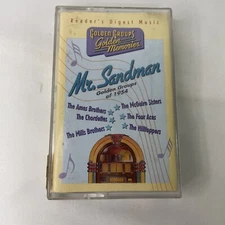 Reader's Digest Music
GOLDEN GROUPS
Golden Memories
Mr. Sandman
Golden Groups
of 1954
The Ames Brothers
The McGuire Sisters
The Chordettes
The Four Aces
The Mills Brothers
The Hilltoppers